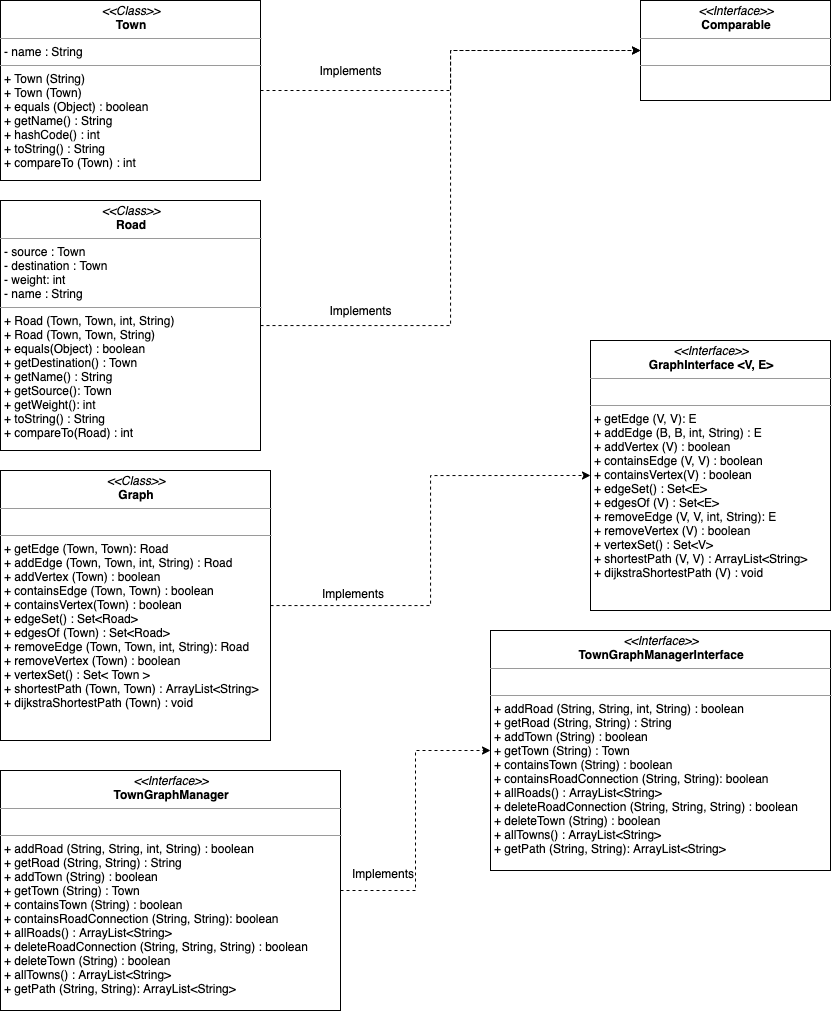 <<Class>>
Town
- name : String
+ Town (String)
+ Town (Town)
+ equals (Object) : boolean
+ getName() : String
+ hashCode() : int
+ toString() : String
+ compareTo (Town) : int
Implements
<<Interface>>
Comparable
<<Class>>
Road
- source : Town
- destination : Town
- weight: int
- name : String
+ Road (Town, Town, int, String)
+ Road (Town, Town, String)
+ equals(Object) : boolean
+ getDestination() : Town
+ getName() : String
+ getSource(): Town
+ getWeight(): int
+ toString() : String
+ compareTo(Road) : int
Implements
<<Interface>>
GraphInterface <V, E>
+ getEdge (V, V): E
+ addEdge (B, B, int, String) : E
+ addVertex (V) : boolean
+ containsEdge (V, V) : boolean
+ containsVertex(V) : boolean
+ edgeSet() : Set<E>
+ edgesOf (V) : Set<E>
+ removeEdge (V, V, int, String): E
+ removeVertex (V) : boolean
+ vertexSet() : Set<V>
+ shortestPath (V, V) : ArrayList<String>
+ dijkstraShortestPath (V) : void
<<Class>>
Graph
+ getEdge (Town, Town): Road
+ addEdge (Town, Town, int, String) : Road
+ addVertex (Town) : boolean
+ containsEdge (Town, Town) : boolean
+ containsVertex(Town) : boolean
+ edgeSet() : Set<Road>
+ edgesOf (Town) : Set<Road>
+ removeEdge (Town, Town, int, String): Road
+ removeVertex (Town) : boolean
+ vertexSet() : Set< Town >
+ shortestPath (Town, Town) : ArrayList<String>
+ dijkstraShortestPath (Town) : void
Implements
<<Interface>>
TownGraphManagerInterface
+ addRoad (String, String, int, String) : boolean
+ getRoad (String, String) : String
+ addTown (String) : boolean
+ getTown (String) : Town
+ containsTown (String) : boolean
+ containsRoadConnection (String, String): boolean
+ allRoads() : ArrayList<String>
+ deleteRoadConnection (String, String, String) : boolean
+ deleteTown (String) : boolean
+ allTowns() : ArrayList<String>
+ getPath (String, String): ArrayList<String>
<<Interface>>
TownGraphManager
+ addRoad (String, String, int, String) : boolean
+ getRoad (String, String) : String
+ addTown (String) : boolean
+ getTown (String) : Town
+ containsTown (String) : boolean
+ containsRoadConnection (String, String): boolean
+ allRoads() : ArrayList<String>
+ deleteRoadConnection (String, String, String) : boolean
+ deleteTown (String) : boolean
+ allTowns() : ArrayList<String>
+ getPath (String, String): ArrayList<String>
Implements